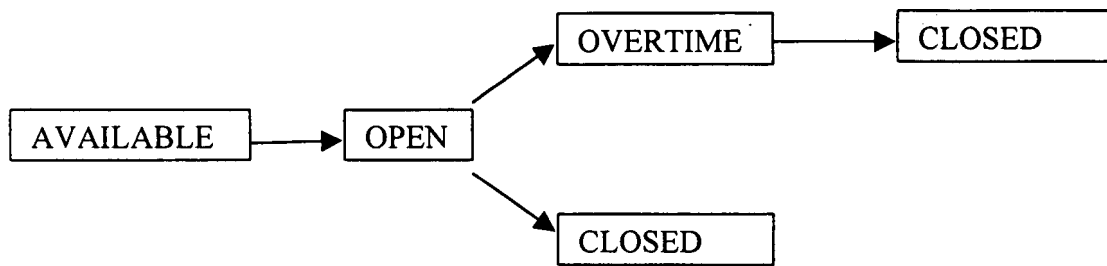 OVERTIME
CLOSED
AVAILABLE
OPEN
CLOSED